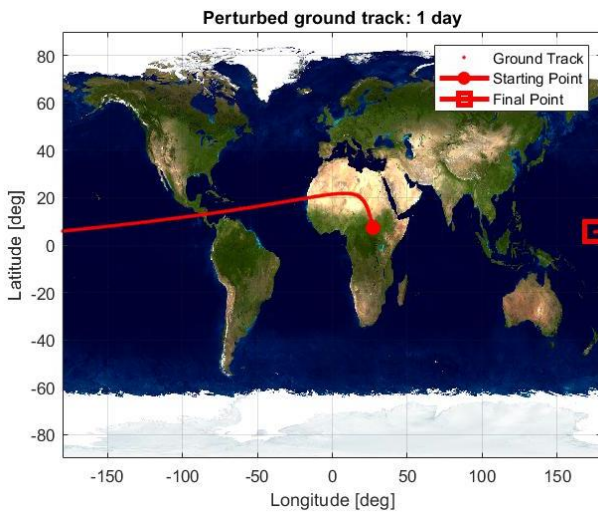 Perturbed ground track: 1 day
Ground Track
Starting Point
Final Point
80
60
40
20
0
-20
-40
-60
-80
Latitude [deg]
-150
-100
-50
0
50
100
150
Longitude [deg]